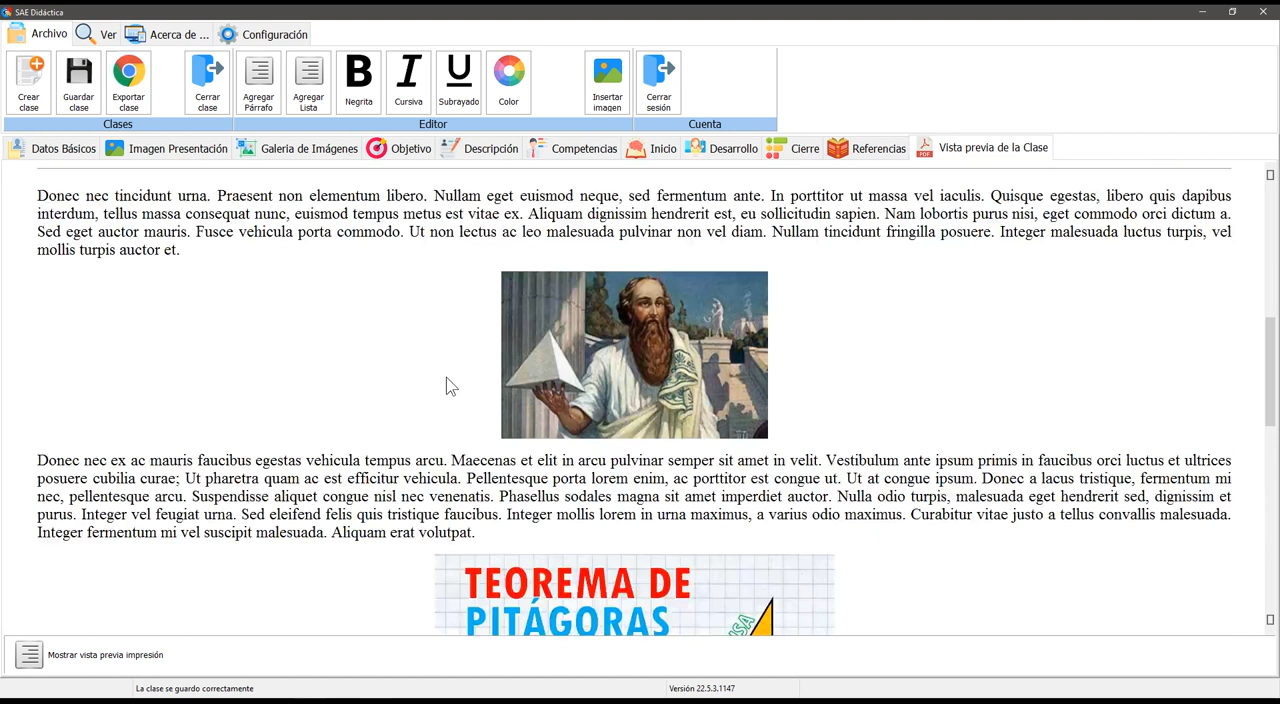 SAE Didáctica
Archivo Ver Acerca de ... Configuración
Crear clase
Guardar clase
Exportar clase
Cerrar clase
Agregar Párrafo
Agregar Lista
Negrita
Cursiva
Subrayado
Color
Insertar imagen
Cerrar sesión
Clases Editor Cuenta
Datos Básicos Imagen Presentación Galeria de Imágenes Objetivo Descripción Competencias Inicio Desarrollo Cierre Referencias Vista previa de la Clase
Donec nec tincidunt urna. Praesent non elementum libero. Nullam eget euismod neque, sed fermentum ante. In porttitor ut massa vel iaculis. Quisque egestas, libero quis dapibus
interdum, tellus massa consequat nunc, euismod tempus metus est vitae ex. Aliquam dignissim hendrerit est, eu sollicitudin sapien. Nam lobortis purus nisi, eget commodo orci dictum a.
Sed eget auctor mauris. Fusce vehicula porta commodo. Ut non lectus ac leo malesuada pulvinar non vel diam. Nullam tincidunt fringilla posuere. Integer malesuada luctus turpis, vel
mollis turpis auctor et.
Donec nec ex ac mauris faucibus egestas vehicula tempus arcu. Maecenas et elit in arcu pulvinar semper sit amet in velit. Vestibulum ante ipsum primis in faucibus orci luctus et ultrices
posuere cubilia curae; Ut pharetra quam ac est efficitur vehicula. Pellentesque porta lorem enim, ac porttitor est congue ut. Ut at congue ipsum. Donec a lacus tristique, fermentum mi
nec, pellentesque arcu. Suspendisse aliquet congue nisl nec venenatis. Phasellus sodales magna sit amet imperdiet auctor. Nulla odio turpis, malesuada eget hendrerit sed, dignissim et
purus. Integer vel feugiat urna. Sed eleifend felis quis tristique faucibus. Integer mollis lorem in urna maximus, a varius odio maximus. Curabitur vitae justo a tellus convallis malesuada.
Integer fermentum mi vel suscipit malesuada. Aliquam erat volutpat.
TEOREMA DE
PITÁGORAS
Mostrar vista previa impresión
La clase se guardo correctamente Versión 22.5.3.1147